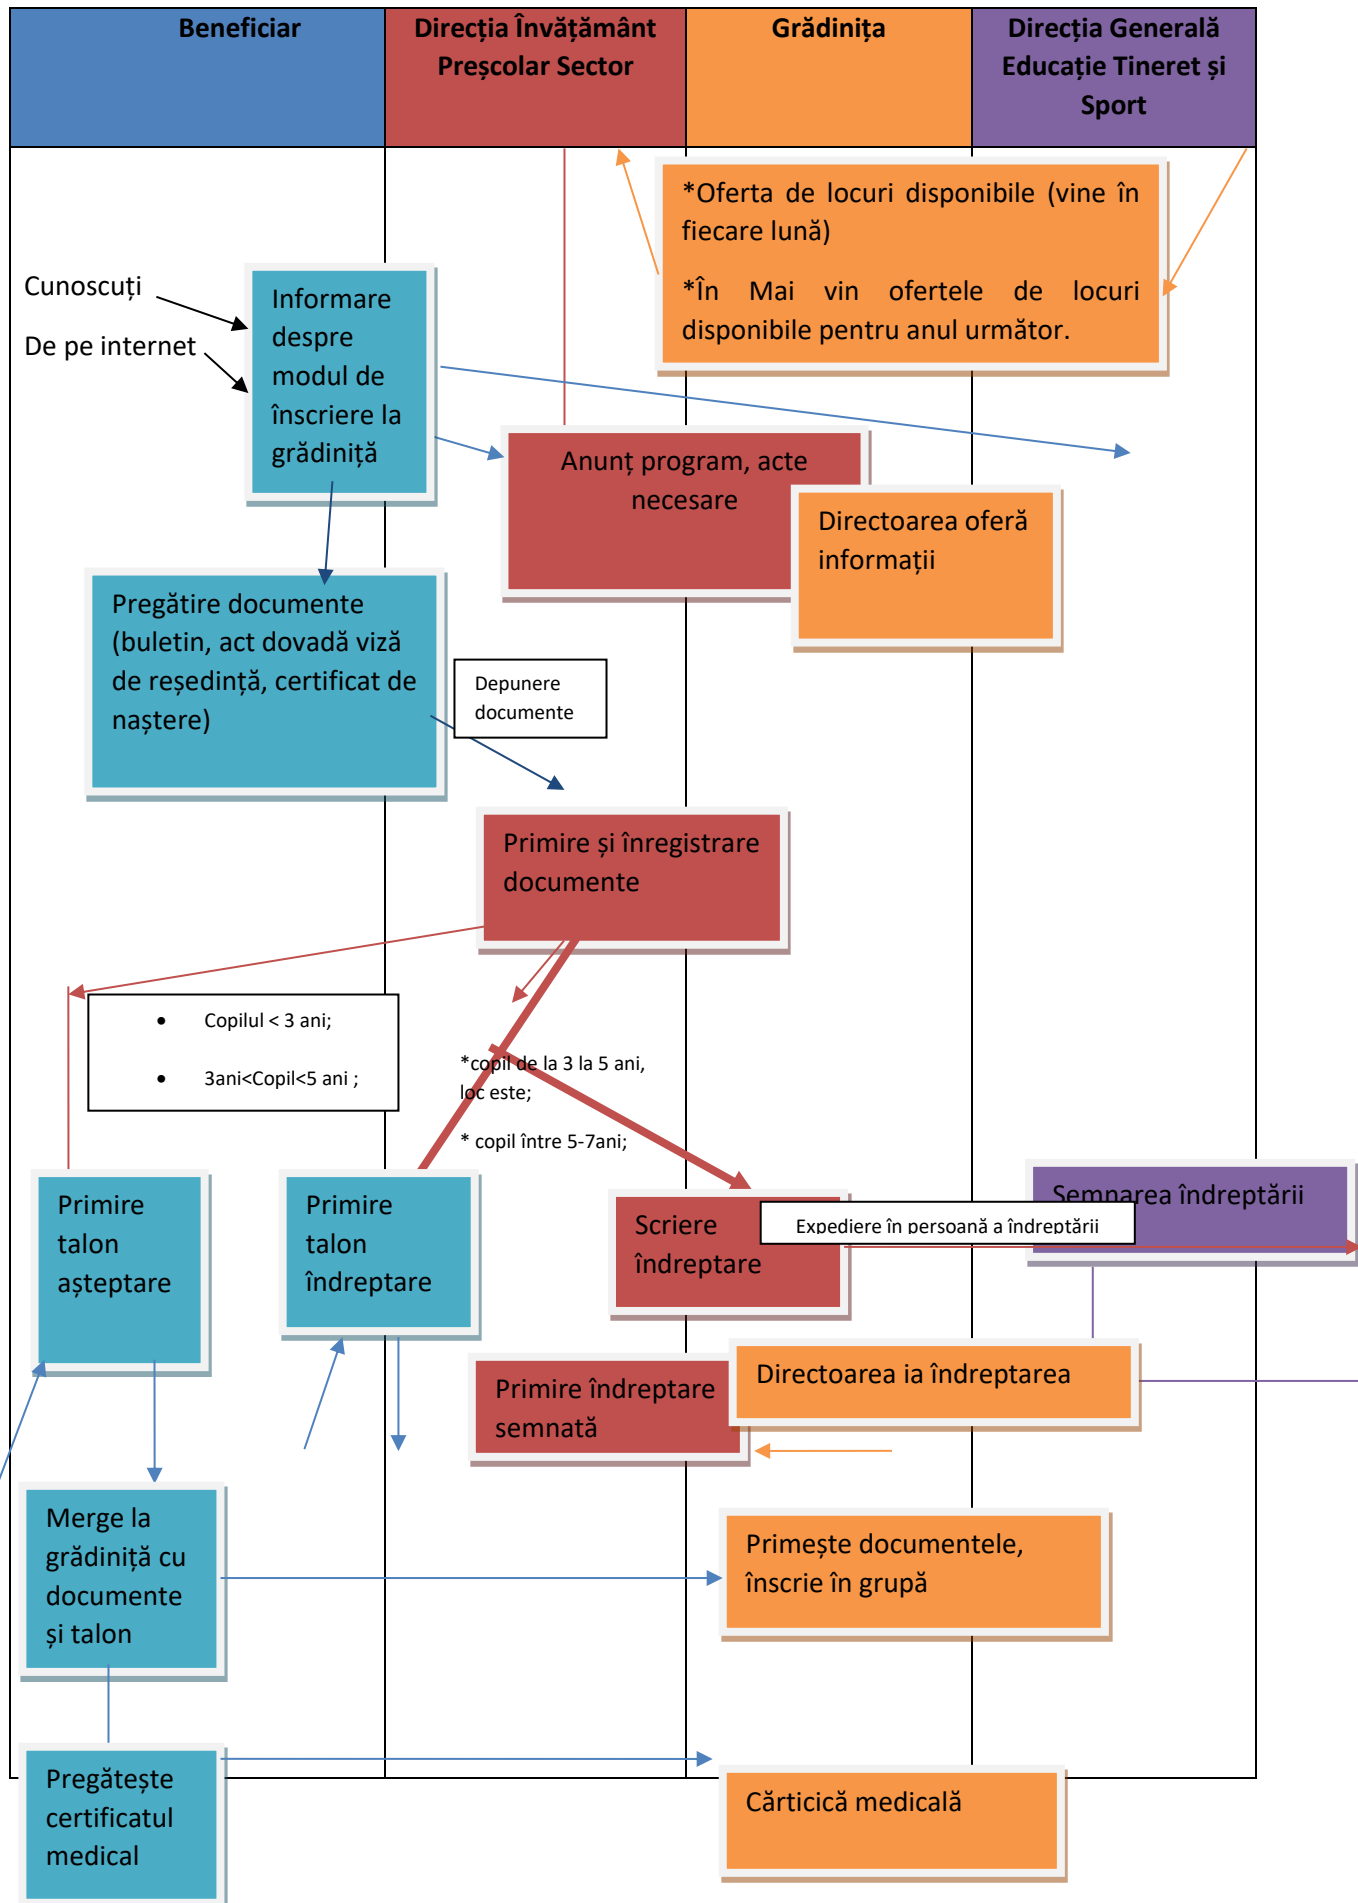 Beneficiar
Direcția Învățământ
Preșcolar Sector
Grădinița
Direcția Generală
Educație Tineret și
Sport
*Oferta de locuri disponibile (vine în
fiecare lună)
*În Mai vin ofertele de locuri
disponibile pentru anul următor.
Cunoscuți
De pe internet
Informare
despre
modul de
înscriere la
grădiniță
Anunț program, acte
necesare
Directoarea oferă
informații
Pregătire documente
(buletin, act dovadă viză
de reședință, certificat de
naștere)
Depunere
documente
Primire și înregistrare
documente
• Copilul < 3 ani;
• 3ani<Copil<5 ani ;
*copil de la 3 la 5 ani,
loc este;
* copil între 5-7ani;
Primire
talon
așteptare
Primire
talon
îndreptare
Scriere
îndreptare
Expediere în persoană a îndreptării
Semnarea îndreptării
Primire îndreptare
semnată
Directoarea ia îndreptarea
Merge la
grădiniță cu
documente
și talon
Primește documentele,
înscrie în grupă
Pregătește
certificatul
medical
Cărticică medicală